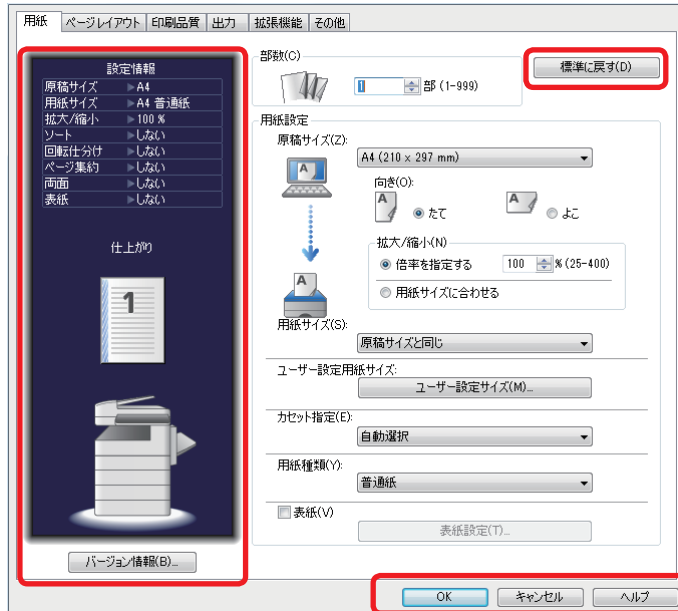 用紙 ページレイアウト 印刷品質 出力 拡張機能 その他
設定情報
原稿サイズ ▶A4
用紙サイズ ▶A4 普通紙
拡大/縮小 ▶100 %
ソート ▶しない
回転仕分け ▶しない
ページ集約 ▶しない
両面 ▶しない
表紙 ▶しない
仕上がり
1
バージョン情報(B)...
部数(C)
1 部 (1-999)
標準に戻す(D)
用紙設定
原稿サイズ(Z):
A4 (210 x 297 mm)
A
向き(O):
A たて A よこ
拡大/縮小(N)
倍率を指定する 100 % (25-400)
用紙サイズに合わせる
A
用紙サイズ(S):
原稿サイズと同じ
ユーザー設定用紙サイズ:
ユーザー設定サイズ(M)...
カセット指定(E):
自動選択
用紙種類(Y):
普通紙
表紙(V)
表紙設定(T)...
OK キャンセル ヘルプ